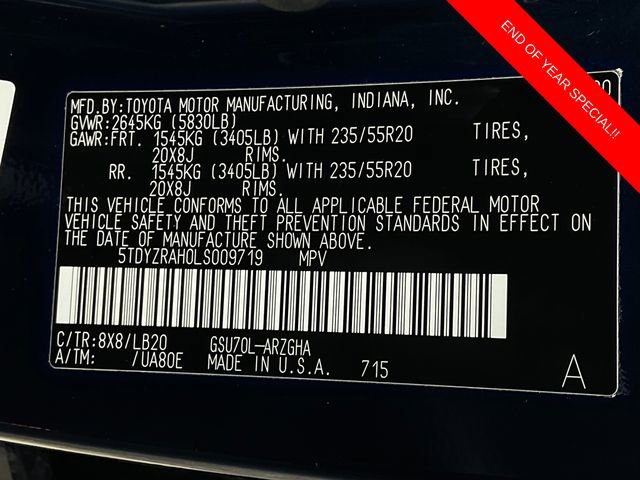 END OF YEAR SPECIAL!!
20
MFD.BY:TOYOTA MOTOR MANUFACTURING, INDIANA, INC.
GVWR:2645KG (5830LB)
GAWR:FRT. 1545KG (3405LB) WITH 235/55R20 TIRES,
20X8J RIMS.
RR. 1545KG (3405LB) WITH 235/55R20 TIRES,
20X8J RIMS.
THIS VEHICLE CONFORMS TO ALL APPLICABLE FEDERAL MOTOR
VEHICLE SAFETY AND THEFT PREVENTION STANDARDS IN EFFECT ON
THE DATE OF MANUFACTURE SHOWN ABOVE.
5TDYZRAH0LS009719 MPV
C/TR:8X8/LB20 GSU70L-ARZGHA
A/TM: /UA80E MADE IN U.S.A. 715 A